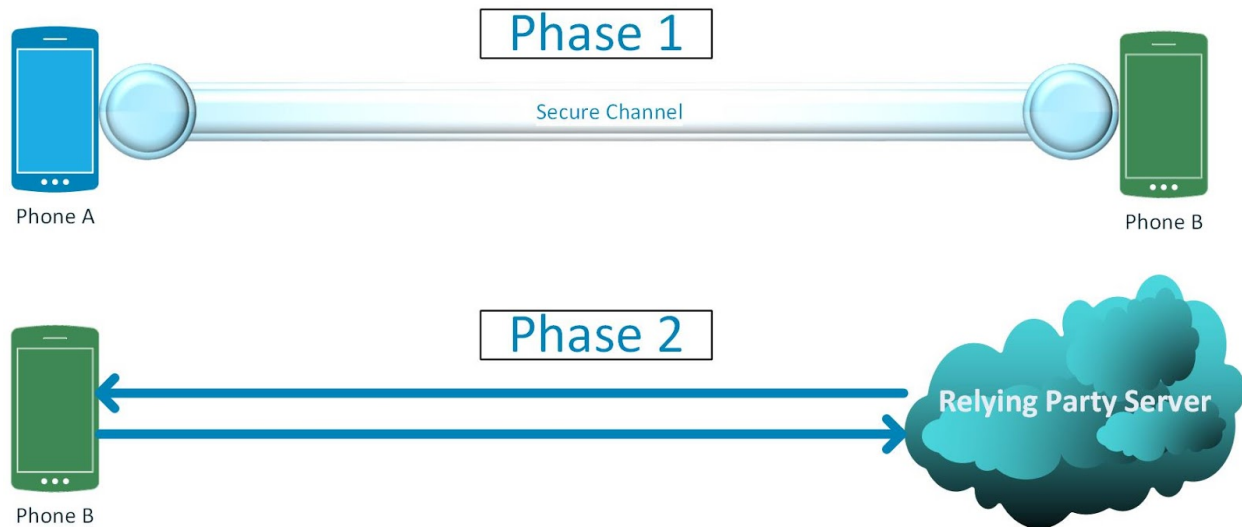 Phase 1
Secure Channel
Phone A
Phone B
Phase 2
Relying Party Server
Phone B